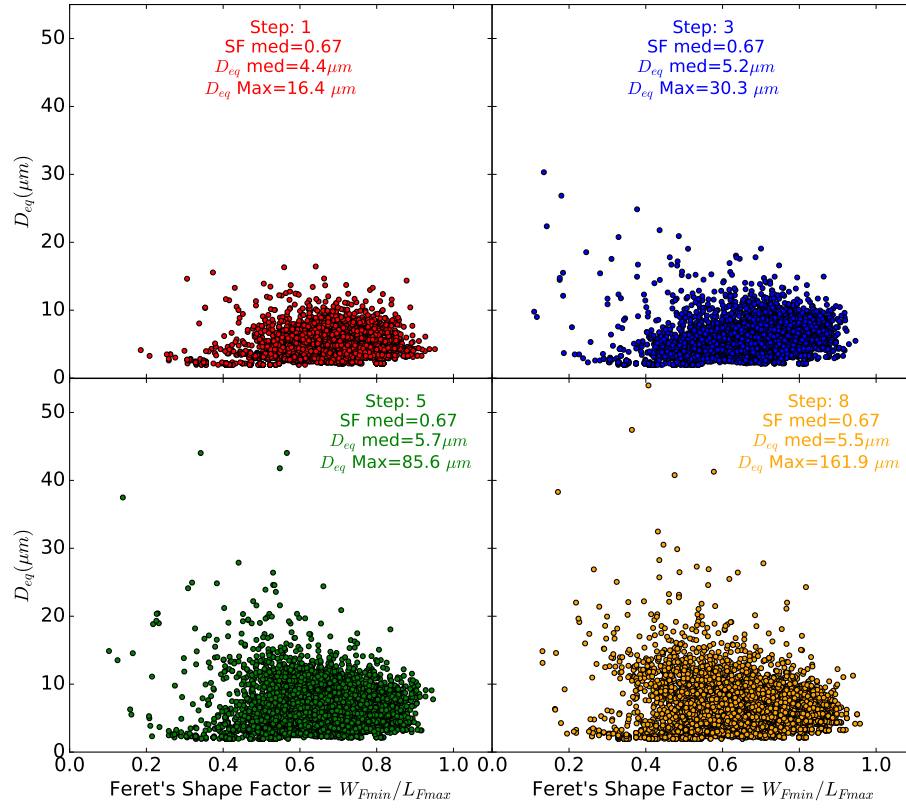 50
40
30
20
10
0
D_eq(μm)
Step: 1
SF med=0.67
D_eq med=4.4μm
D_eq Max=16.4 μm
Step: 3
SF med=0.67
D_eq med=5.2μm
D_eq Max=30.3 μm
50
40
30
20
10
0
D_eq(μm)
Step: 5
SF med=0.67
D_eq med=5.7μm
D_eq Max=85.6 μm
Step: 8
SF med=0.67
D_eq med=5.5μm
D_eq Max=161.9 μm
0.0 0.2 0.4 0.6 0.8 1.0
0.0 0.2 0.4 0.6 0.8 1.0
Feret's Shape Factor = W_Fmin/L_Fmax
Feret's Shape Factor = W_Fmin/L_Fmax